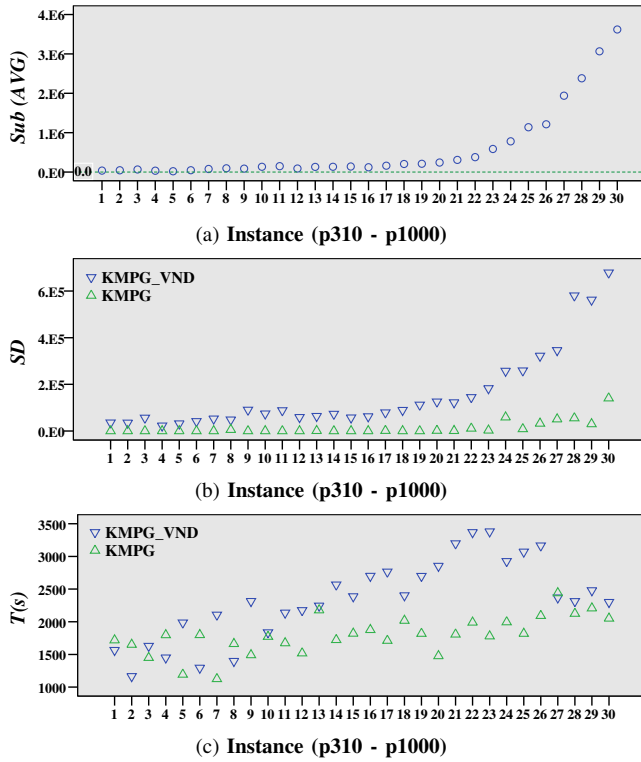 4.E6
3.E6
2.E6
1.E6
0.0
0.E0
Sub (AVG)
1 2 3 4 5 6 7 8 9 10 11 12 13 14 15 16 17 18 19 20 21 22 23 24 25 26 27 28 29 30
(a) Instance (p310 - p1000)
KMPG_VND
KMPG
6.E5
4.E5
2.E5
0.E0
SD
1 2 3 4 5 6 7 8 9 10 11 12 13 14 15 16 17 18 19 20 21 22 23 24 25 26 27 28 29 30
(b) Instance (p310 - p1000)
KMPG_VND
KMPG
3500
3000
2500
2000
1500
1000
T(s)
1 2 3 4 5 6 7 8 9 10 11 12 13 14 15 16 17 18 19 20 21 22 23 24 25 26 27 28 29 30
(c) Instance (p310 - p1000)